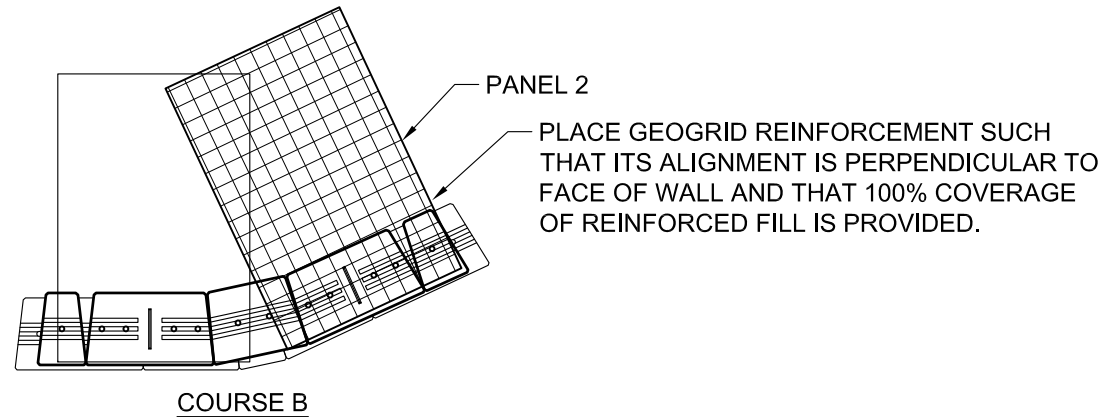 PANEL 2
PLACE GEOGRID REINFORCEMENT SUCH
THAT ITS ALIGNMENT IS PERPENDICULAR TO
FACE OF WALL AND THAT 100% COVERAGE
OF REINFORCED FILL IS PROVIDED.
COURSE B